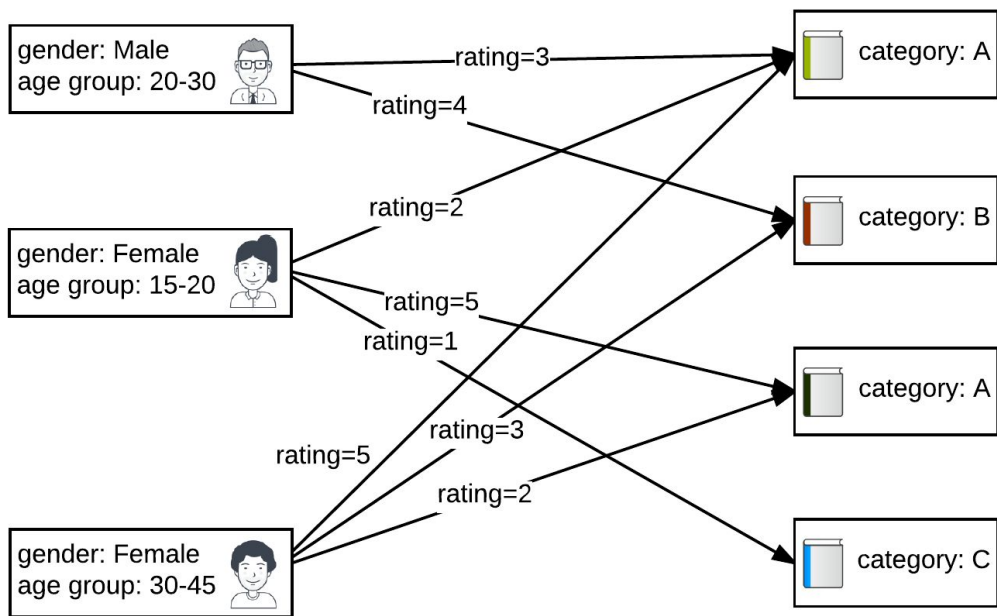 gender: Male
age group: 20-30
rating=3
category: A
rating=4
rating=2
category: B
gender: Female
age group: 15-20
rating=5
rating=1
category: A
rating=3
rating=5
rating=2
gender: Female
age group: 30-45
category: C